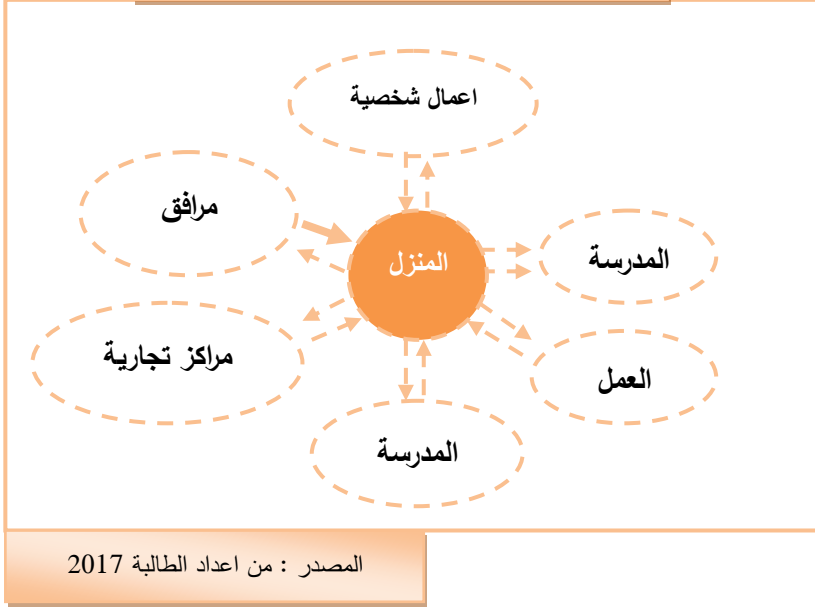 اعمال شخصية
مرافق
المنزل
المدرسة
مراكز تجارية
العمل
المدرسة
المصدر : من اعداد الطالبة 2017